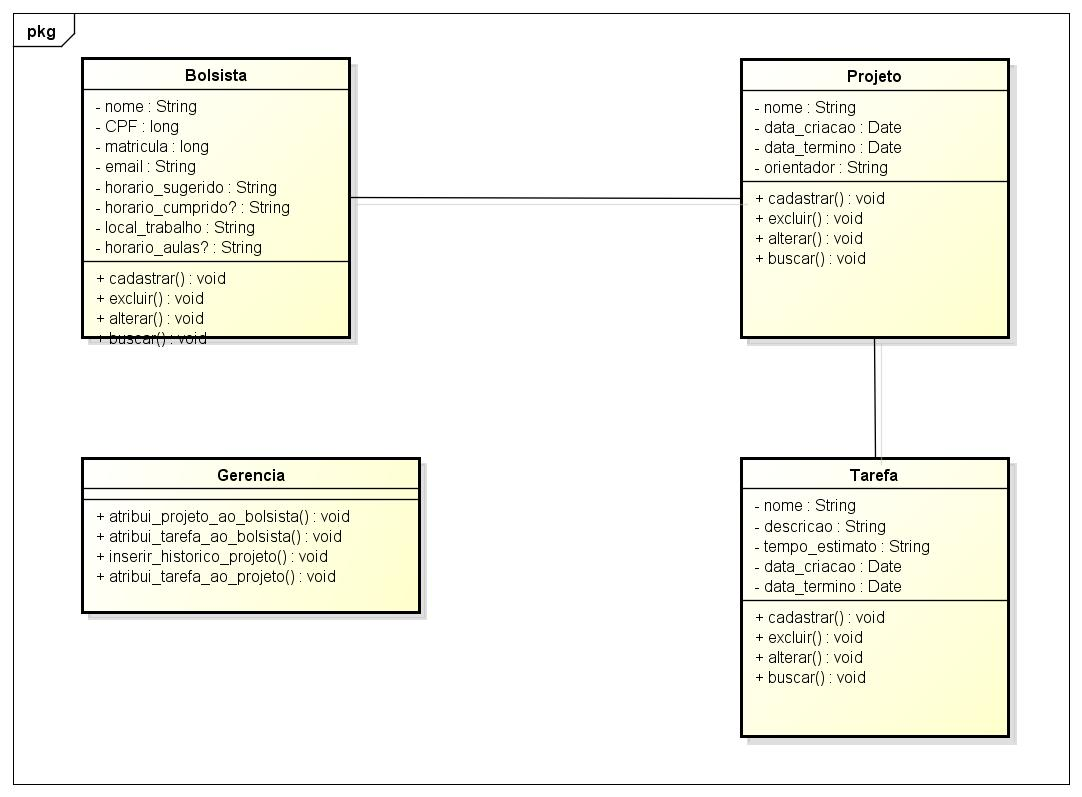 pkg
Bolsista
- nome : String
- CPF : long
- matricula : long
- email : String
- horario_sugerido : String
- horario_cumprido? : String
- local_trabalho : String
- horario_aulas? : String
+ cadastrar() : void
+ excluir() : void
+ alterar() : void
+ buscar() : void
Projeto
- nome : String
- data_criacao : Date
- data_termino : Date
- orientador : String
+ cadastrar() : void
+ excluir() : void
+ alterar() : void
+ buscar() : void
Gerencia
+ atribui_projeto_ao_bolsista() : void
+ atribui_tarefa_ao_bolsista() : void
+ inserir_historico_projeto() : void
+ atribui_tarefa_ao_projeto() : void
Tarefa
- nome : String
- descricao : String
- tempo_estimato : String
- data_criacao : Date
- data_termino : Date
+ cadastrar() : void
+ excluir() : void
+ alterar() : void
+ buscar() : void